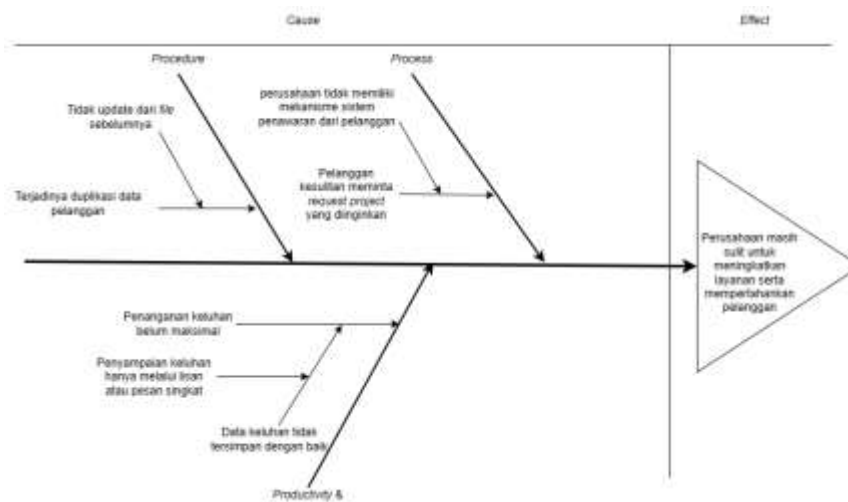 Cause
Effect
Procedure
Process
Tidak update dari file
sebelumnya
Terjadinya duplikasi data
pelanggan
perusahaan tidak memiliki
mekanisme sistem
penawaran dari pelanggan
Pelanggan
kesulitan meminta
request project
yang diinginkan
Perusahaan masih
sulit untuk
meningkatkan
layanan serta
mempertahankan
pelanggan
Penanganan keluhan
belum maksimal
Penyampaian keluhan
hanya melalui lisan
atau pesan singkat
Data keluhan tidak
tersimpan dengan baik
Productivity &